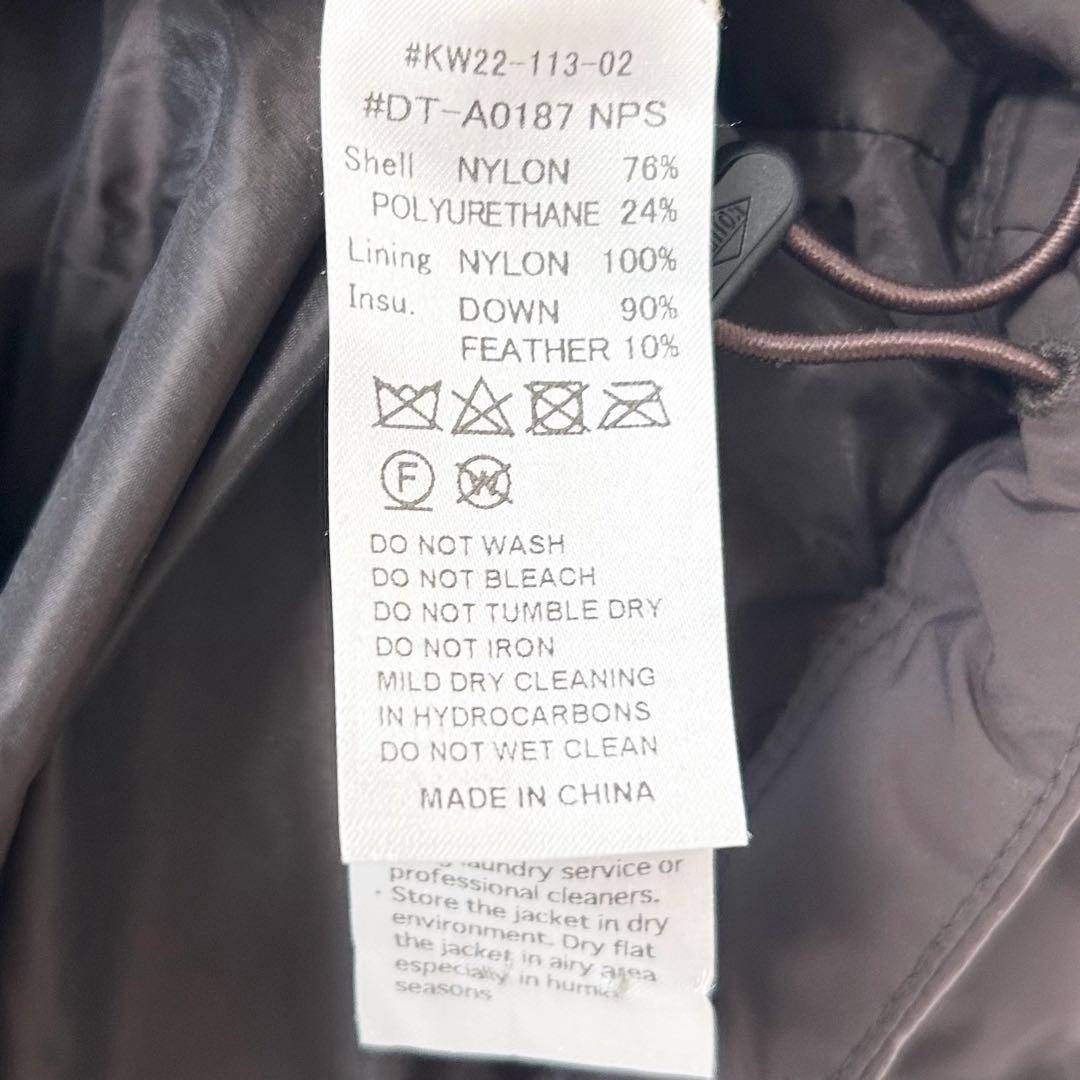 #KW22-113-02
#DT-A0187 NPS
Shell NYLON 76%
POLYURETHANE 24%
Lining NYLON 100%
Insu. DOWN 90%
FEATHER 10%
F W
DO NOT WASH
DO NOT BLEACH
DO NOT TUMBLE DRY
DO NOT IRON
MILD DRY CLEANING
IN HYDROCARBONS
DO NOT WET CLEAN
MADE IN CHINA
laundry service or
professional cleaners.
· Store the jacket in dry
environment. Dry flat
the jacket in airy area
especially in humid
seasons